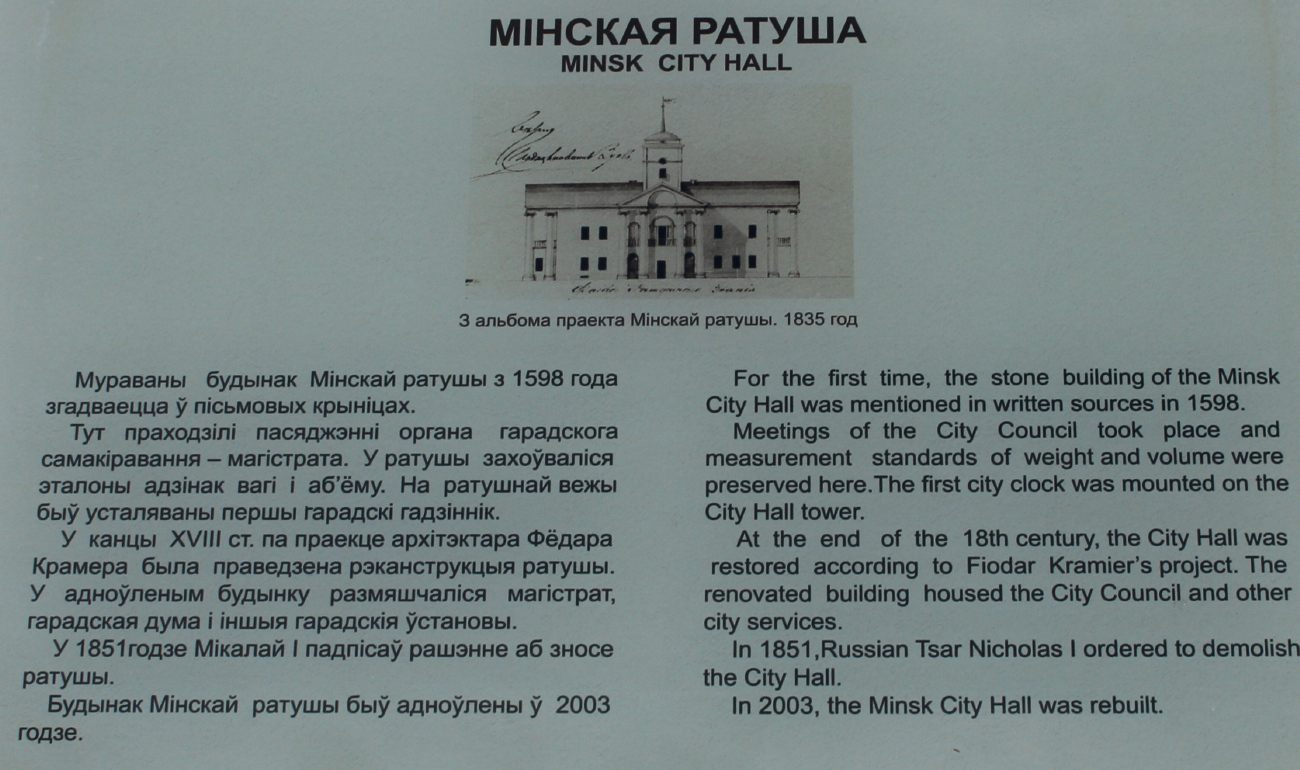 МІНСКАЯ РАТУША
MINSK CITY HALL
З альбома праекта Мінскай ратушы. 1835 год
Мураваны будынак Мінскай ратушы з 1598 года
згадваецца ў пісьмовых крыніцах.
Тут праходзілі пасяджэнні органа гарадскога
самакіравання – магістрата. У ратушы захоўваліся
эталоны адзінак вагі і аб'ёму. На ратушнай вежы
быў усталяваны першы гарадскі гадзіннік.
У канцы XVIII ст. па праекце архітэктара Фёдара
Крамера была праведзена рэканструкцыя ратушы.
У адноўленым будынку размяшчаліся магістрат,
гарадская дума і іншыя гарадскія ўстановы.
У 1851годзе Мікалай І падпісаў рашэнне аб зносе
ратушы.
Будынак Мінскай ратушы быў адноўлены ў 2003
годзе.
For the first time, the stone building of the Minsk
City Hall was mentioned in written sources in 1598.
Meetings of the City Council took place and
measurement standards of weight and volume were
preserved here.The first city clock was mounted on the
City Hall tower.
At the end of the 18th century, the City Hall was
restored according to Fiodar Kramier's project. The
renovated building housed the City Council and other
city services.
In 1851,Russian Tsar Nicholas I ordered to demolish
the City Hall.
In 2003, the Minsk City Hall was rebuilt.